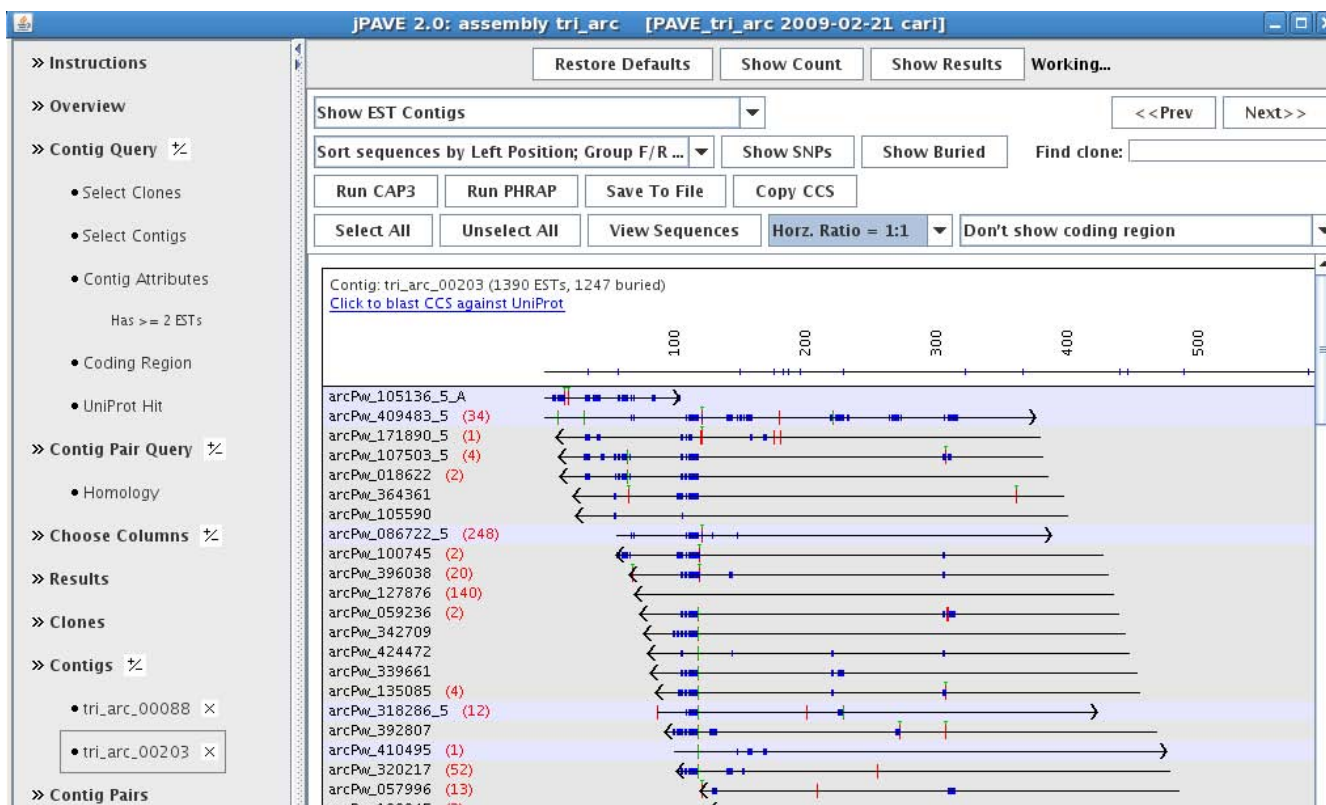 jPAVE 2.0: assembly tri_arc [PAVE_tri_arc 2009-02-21 cari]
» Instructions
» Overview
» Contig Query +/-
• Select Clones
• Select Contigs
• Contig Attributes
Has >= 2 ESTs
• Coding Region
• UniProt Hit
» Contig Pair Query +/-
• Homology
» Choose Columns +/-
» Results
» Clones
» Contigs +/-
• tri_arc_00088 ×
• tri_arc_00203 ×
» Contig Pairs
Restore Defaults Show Count Show Results Working...
Show EST Contigs <<Prev Next>>
Sort sequences by Left Position; Group F/R ... Show SNPs Show Buried Find clone:
Run CAP3 Run PHRAP Save To File Copy CCS
Select All Unselect All View Sequences Horz. Ratio = 1:1 Don't show coding region
Contig: tri_arc_00203 (1390 ESTs, 1247 buried)
Click to blast CCS against UniProt
100 200 300 400 500
arcPw_105136_5_A
arcPw_409483_5 (34)
arcPw_171890_5 (1)
arcPw_107503_5 (4)
arcPw_018622 (2)
arcPw_364361
arcPw_105590
arcPw_086722_5 (248)
arcPw_100745 (2)
arcPw_396038 (20)
arcPw_127876 (140)
arcPw_059236 (2)
arcPw_342709
arcPw_424472
arcPw_339661
arcPw_135085 (4)
arcPw_318286_5 (12)
arcPw_392807
arcPw_410495 (1)
arcPw_320217 (52)
arcPw_057996 (13)